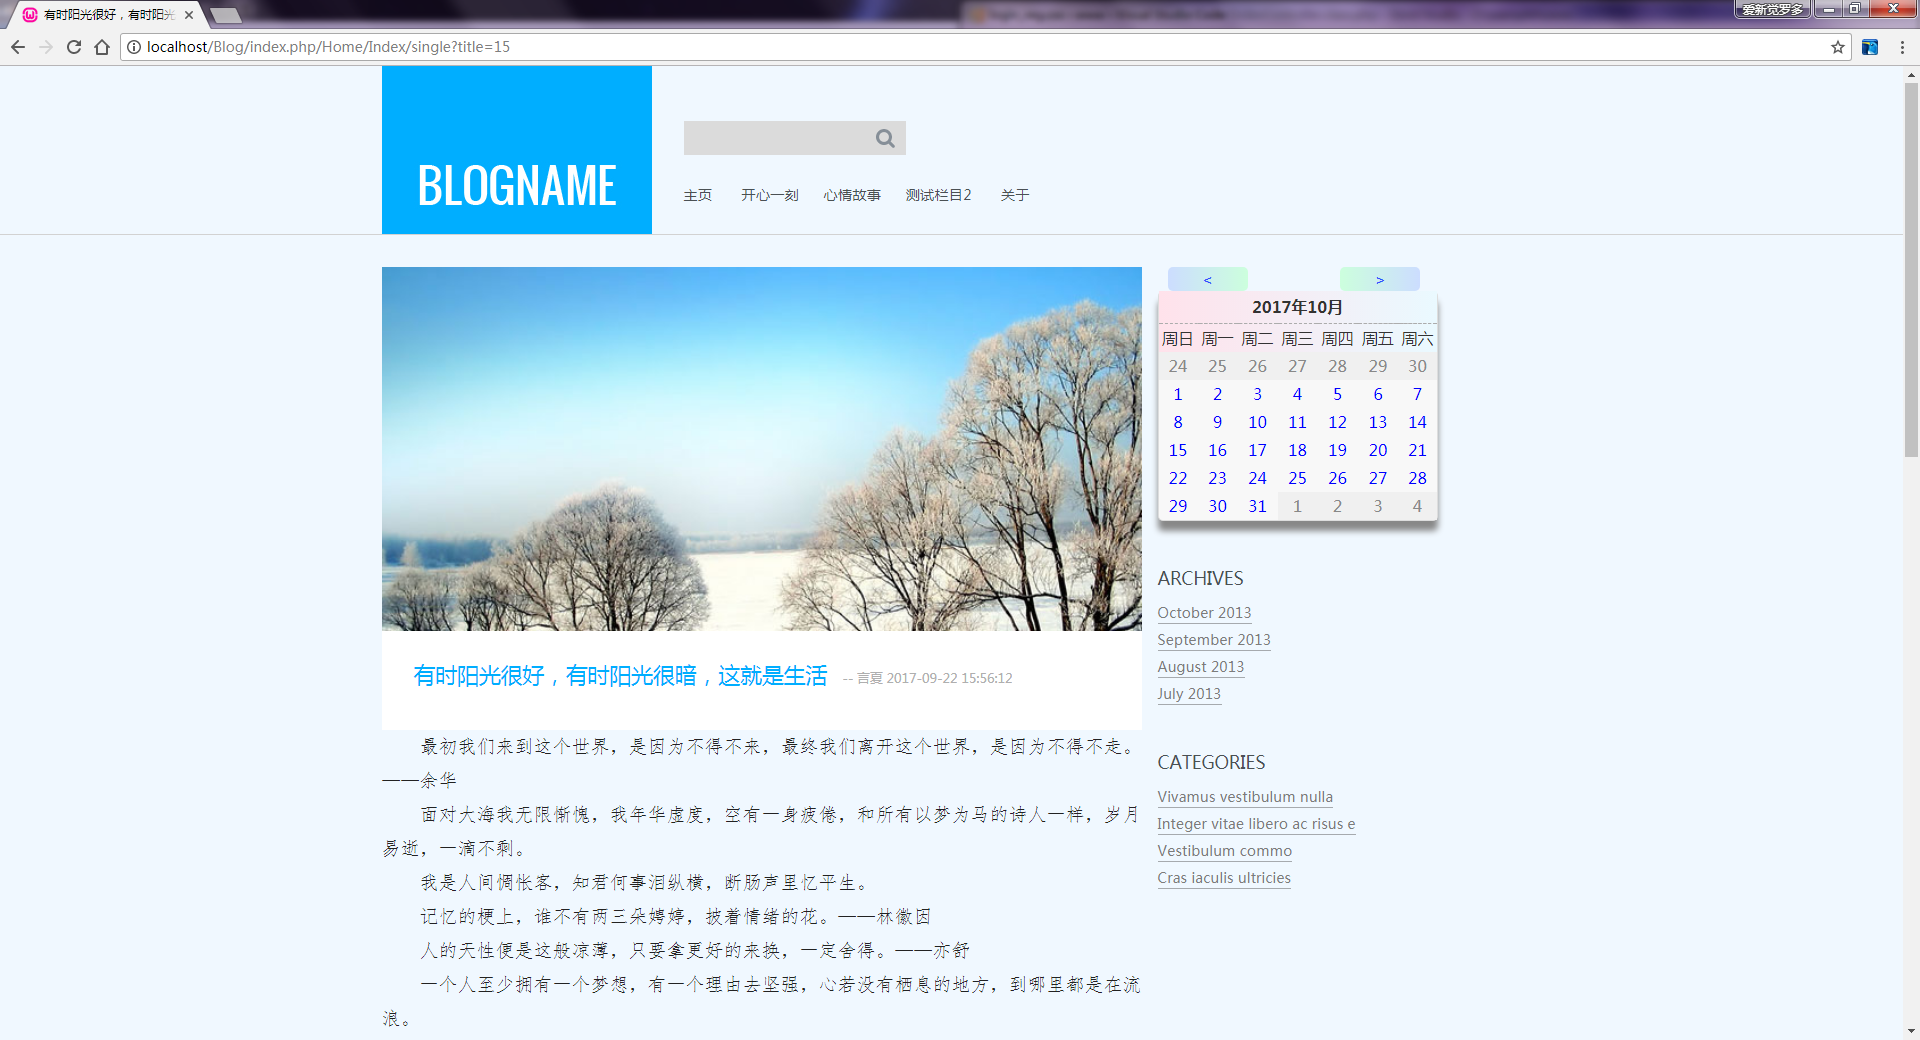 有时阳光很好，有时阳光
爱新觉罗多
localhost/Blog/index.php/Home/Index/single?title=15
BLOGNAME
主页 开心一刻 心情故事 测试栏目2 关于
< >
2017年10月
周日 周一 周二 周三 周四 周五 周六
24 25 26 27 28 29 30
1 2 3 4 5 6 7
8 9 10 11 12 13 14
15 16 17 18 19 20 21
22 23 24 25 26 27 28
29 30 31 1 2 3 4
有时阳光很好，有时阳光很暗，这就是生活 -- 言夏 2017-09-22 15:56:12
最初我们来到这个世界，是因为不得不来，最终我们离开这个世界，是因为不得不走。
——余华
面对大海我无限惭愧，我年华虚度，空有一身疲倦，和所有以梦为马的诗人一样，岁月
易逝，一滴不剩。
我是人间惆怅客，知君何事泪纵横，断肠声里忆平生。
记忆的梗上，谁不有两三朵娉婷，披着情绪的花。——林徽因
人的天性便是这般凉薄，只要拿更好的来换，一定舍得。——亦舒
一个人至少拥有一个梦想，有一个理由去坚强，心若没有栖息的地方，到哪里都是在流
浪。
ARCHIVES
October 2013
September 2013
August 2013
July 2013
CATEGORIES
Vivamus vestibulum nulla
Integer vitae libero ac risus e
Vestibulum commo
Cras iaculis ultricies